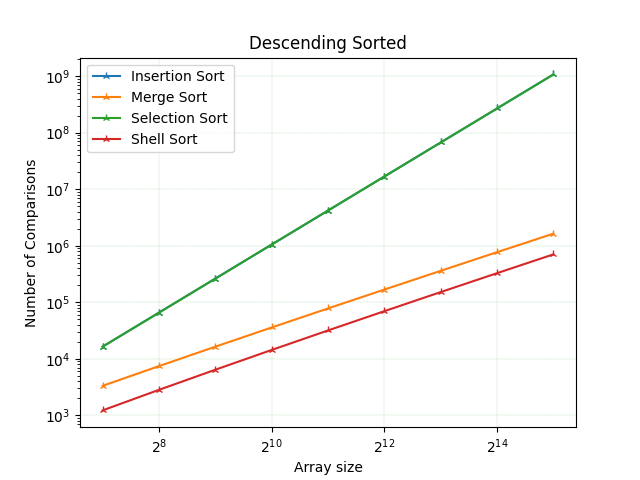 Descending Sorted
Insertion Sort
Merge Sort
Selection Sort
Shell Sort
10⁹
10⁸
10⁷
10⁶
10⁵
10⁴
10³
Number of Comparisons
2⁸
2¹⁰
2¹²
2¹⁴
Array size